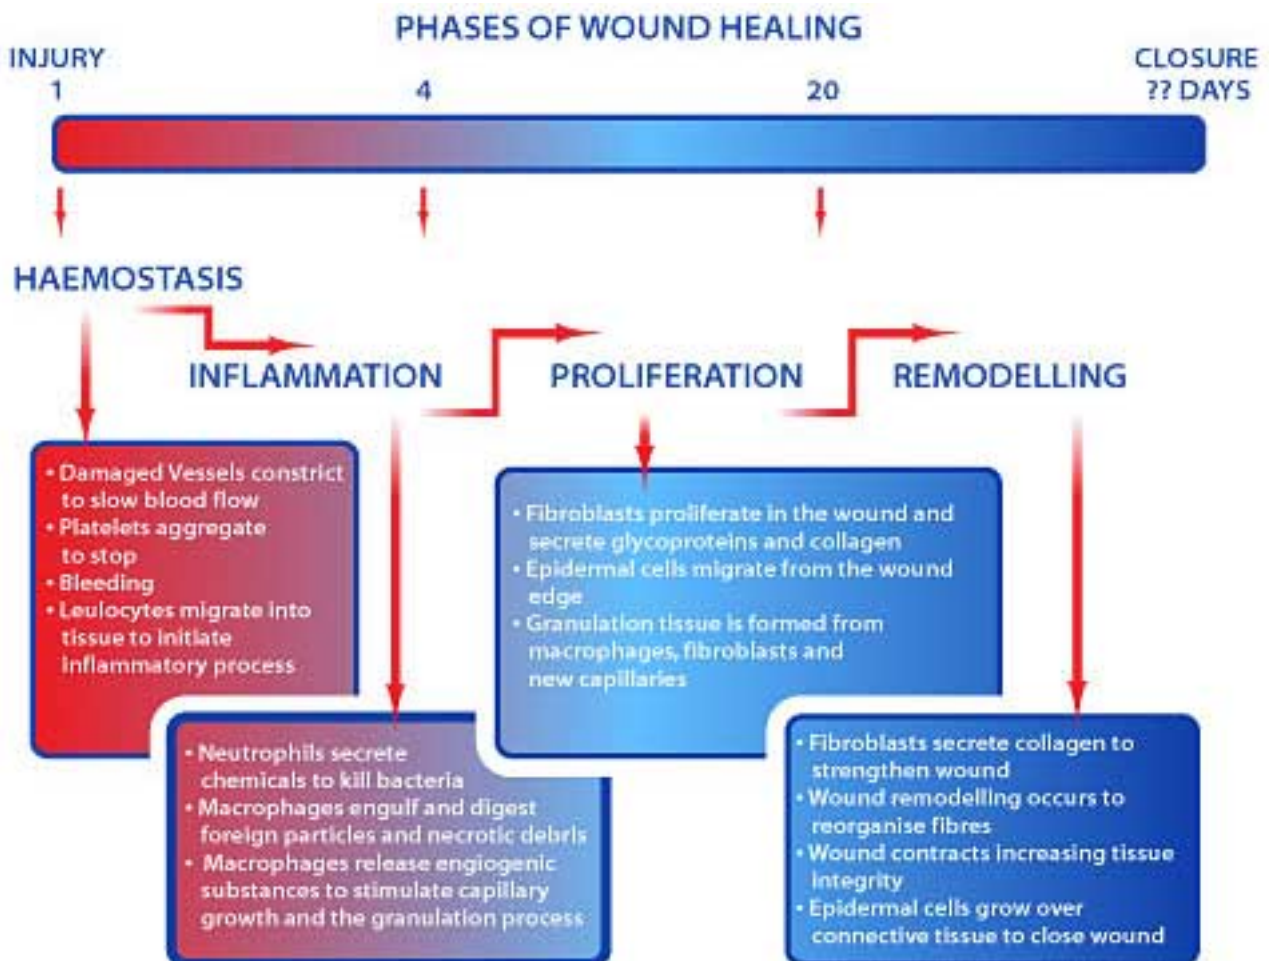 PHASES OF WOUND HEALING
INJURY
1
4
20
CLOSURE
?? DAYS
HAEMOSTASIS
INFLAMMATION
PROLIFERATION
REMODELLING
• Damaged Vessels constrict
to slow blood flow
• Platelets aggregate
to stop
• Bleeding
• Leulocytes migrate into
tissue to initiate
inflammatory process
• Neutrophils secrete
chemicals to kill bacteria
• Macrophages engulf and digest
foreign particles and necrotic debris
• Macrophages release engiogenic
substances to stimulate capillary
growth and the granulation process
• Fibroblasts proliferate in the wound and
secrete glycoproteins and collagen
• Epidermal cells migrate from the wound
edge
• Granulation tissue is formed from
macrophages, fibroblasts and
new capillaries
• Fibroblasts secrete collagen to
strengthen wound
• Wound remodelling occurs to
reorganise fibres
• Wound contracts increasing tissue
integrity
• Epidermal cells grow over
connective tissue to close wound